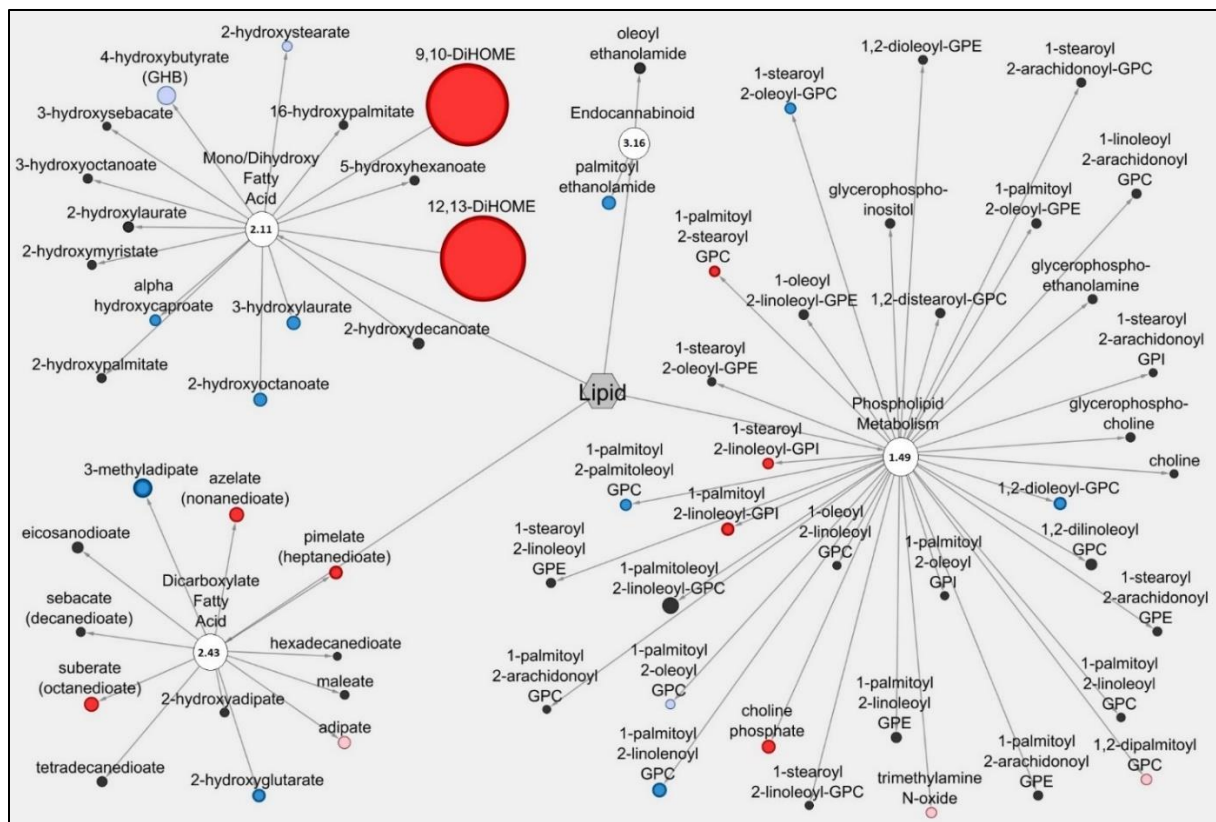 2-hydroxystearate
4-hydroxybutyrate
(GHB)
9,10-DiHOME
3-hydroxysebacate
16-hydroxypalmitate
3-hydroxyoctanoate
Mono/Dihydroxy
Fatty
Acid
2.11
5-hydroxyhexanoate
2-hydroxylaurate
12,13-DiHOME
2-hydroxymyristate
alpha
hydroxycaproate
3-hydroxylaurate
2-hydroxydecanoate
2-hydroxypalmitate
2-hydroxyoctanoate
oleoyl
ethanolamide
Endocannabinoid
3.16
palmitoyl
ethanolamide
Lipid
1,2-dioleoyl-GPE
1-stearoyl
2-arachidonoyl-GPC
1-stearoyl
2-oleoyl-GPC
1-linoleoyl
2-arachidonoyl
GPC
glycerophospho-
inositol
1-palmitoyl
2-oleoyl-GPE
1-palmitoyl
2-stearoyl
GPC
1-oleoyl
2-linoleoyl-GPE
1,2-distearoyl-GPC
glycerophospho-
ethanolamine
1-stearoyl
2-arachidonoyl
GPI
1-stearoyl
2-oleoyl-GPE
Phospholipid
Metabolism
1.49
glycerophospho-
choline
choline
1-stearoyl
2-linoleoyl-GPI
1-palmitoyl
2-palmitoleoyl
GPC
1-palmitoyl
2-linoleoyl-GPI
1-oleoyl
2-linoleoyl
GPC
1,2-dioleoyl-GPC
1,2-dilinoleoyl
GPC
1-stearoyl
2-linoleoyl
GPE
1-palmitoleoyl
2-linoleoyl-GPC
1-palmitoyl
2-oleoyl
GPI
1-stearoyl
2-arachidonoyl
GPE
1-palmitoyl
2-arachidonoyl
GPC
1-palmitoyl
2-oleoyl
GPC
1-palmitoyl
2-linoleoyl
GPE
1-palmitoyl
2-linoleoyl
GPC
1-palmitoyl
2-linolenoyl
GPC
choline
phosphate
1-stearoyl
2-linoleoyl-GPC
trimethylamine
N-oxide
1-palmitoyl
2-arachidonoyl
GPE
1,2-dipalmitoyl
GPC
3-methyladipate
azelate
(nonanedioate)
eicosanodioate
pimelate
(heptanedioate)
Dicarboxylate
Fatty
Acid
2.43
sebacate
(decanedioate)
hexadecanedioate
suberate
(octanedioate)
2-hydroxyadipate
maleate
adipate
tetradecanedioate
2-hydroxyglutarate